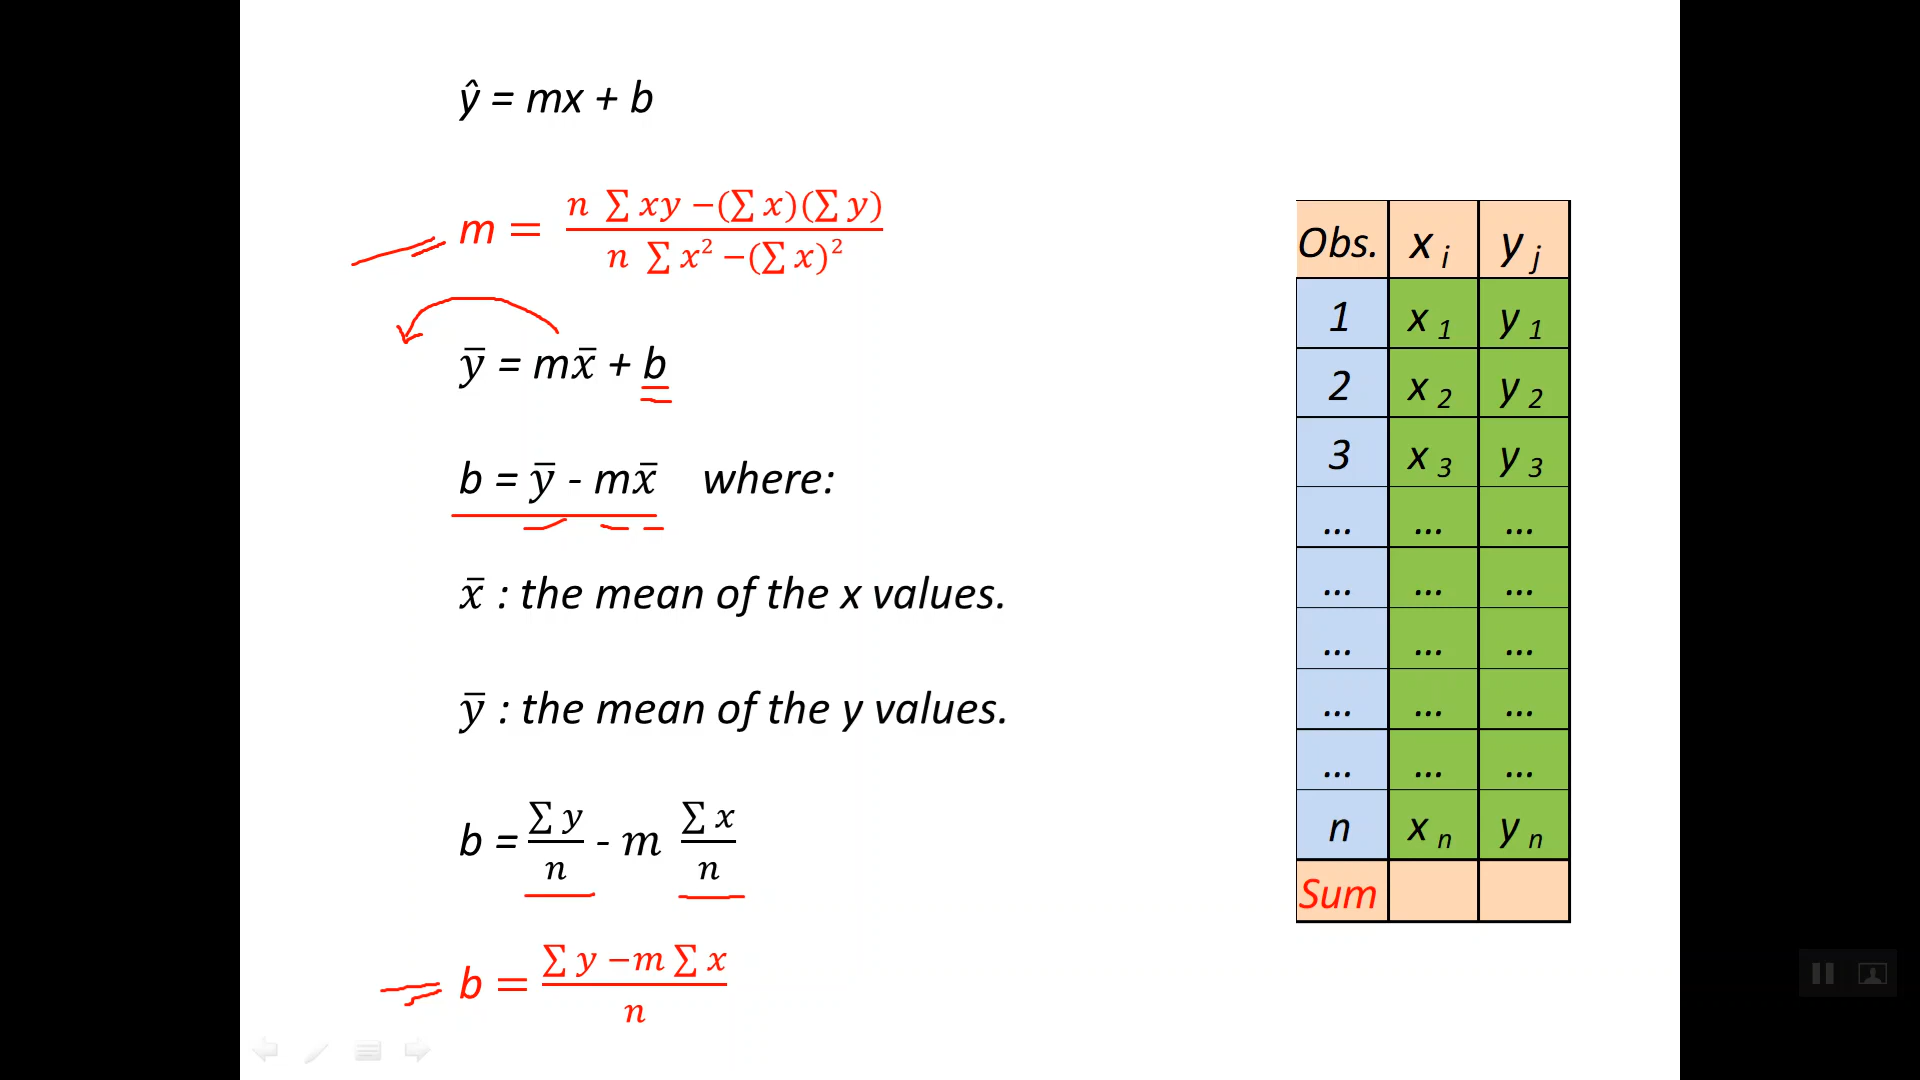 ŷ = mx + b
m = (n ∑ xy −(∑ x)(∑ y)) / (n ∑ x² −(∑ x)²)
y̅ = mx̅ + b
b = y̅ - mx̅ where:
x̅ : the mean of the x values.
y̅ : the mean of the y values.
b = (∑ y)/n - m (∑ x)/n
b = (∑ y −m ∑ x)/n
Obs. x i y j
1 x 1 y 1
2 x 2 y 2
3 x 3 y 3
... ... ...
... ... ...
... ... ...
... ... ...
... ... ...
n x n y n
Sum